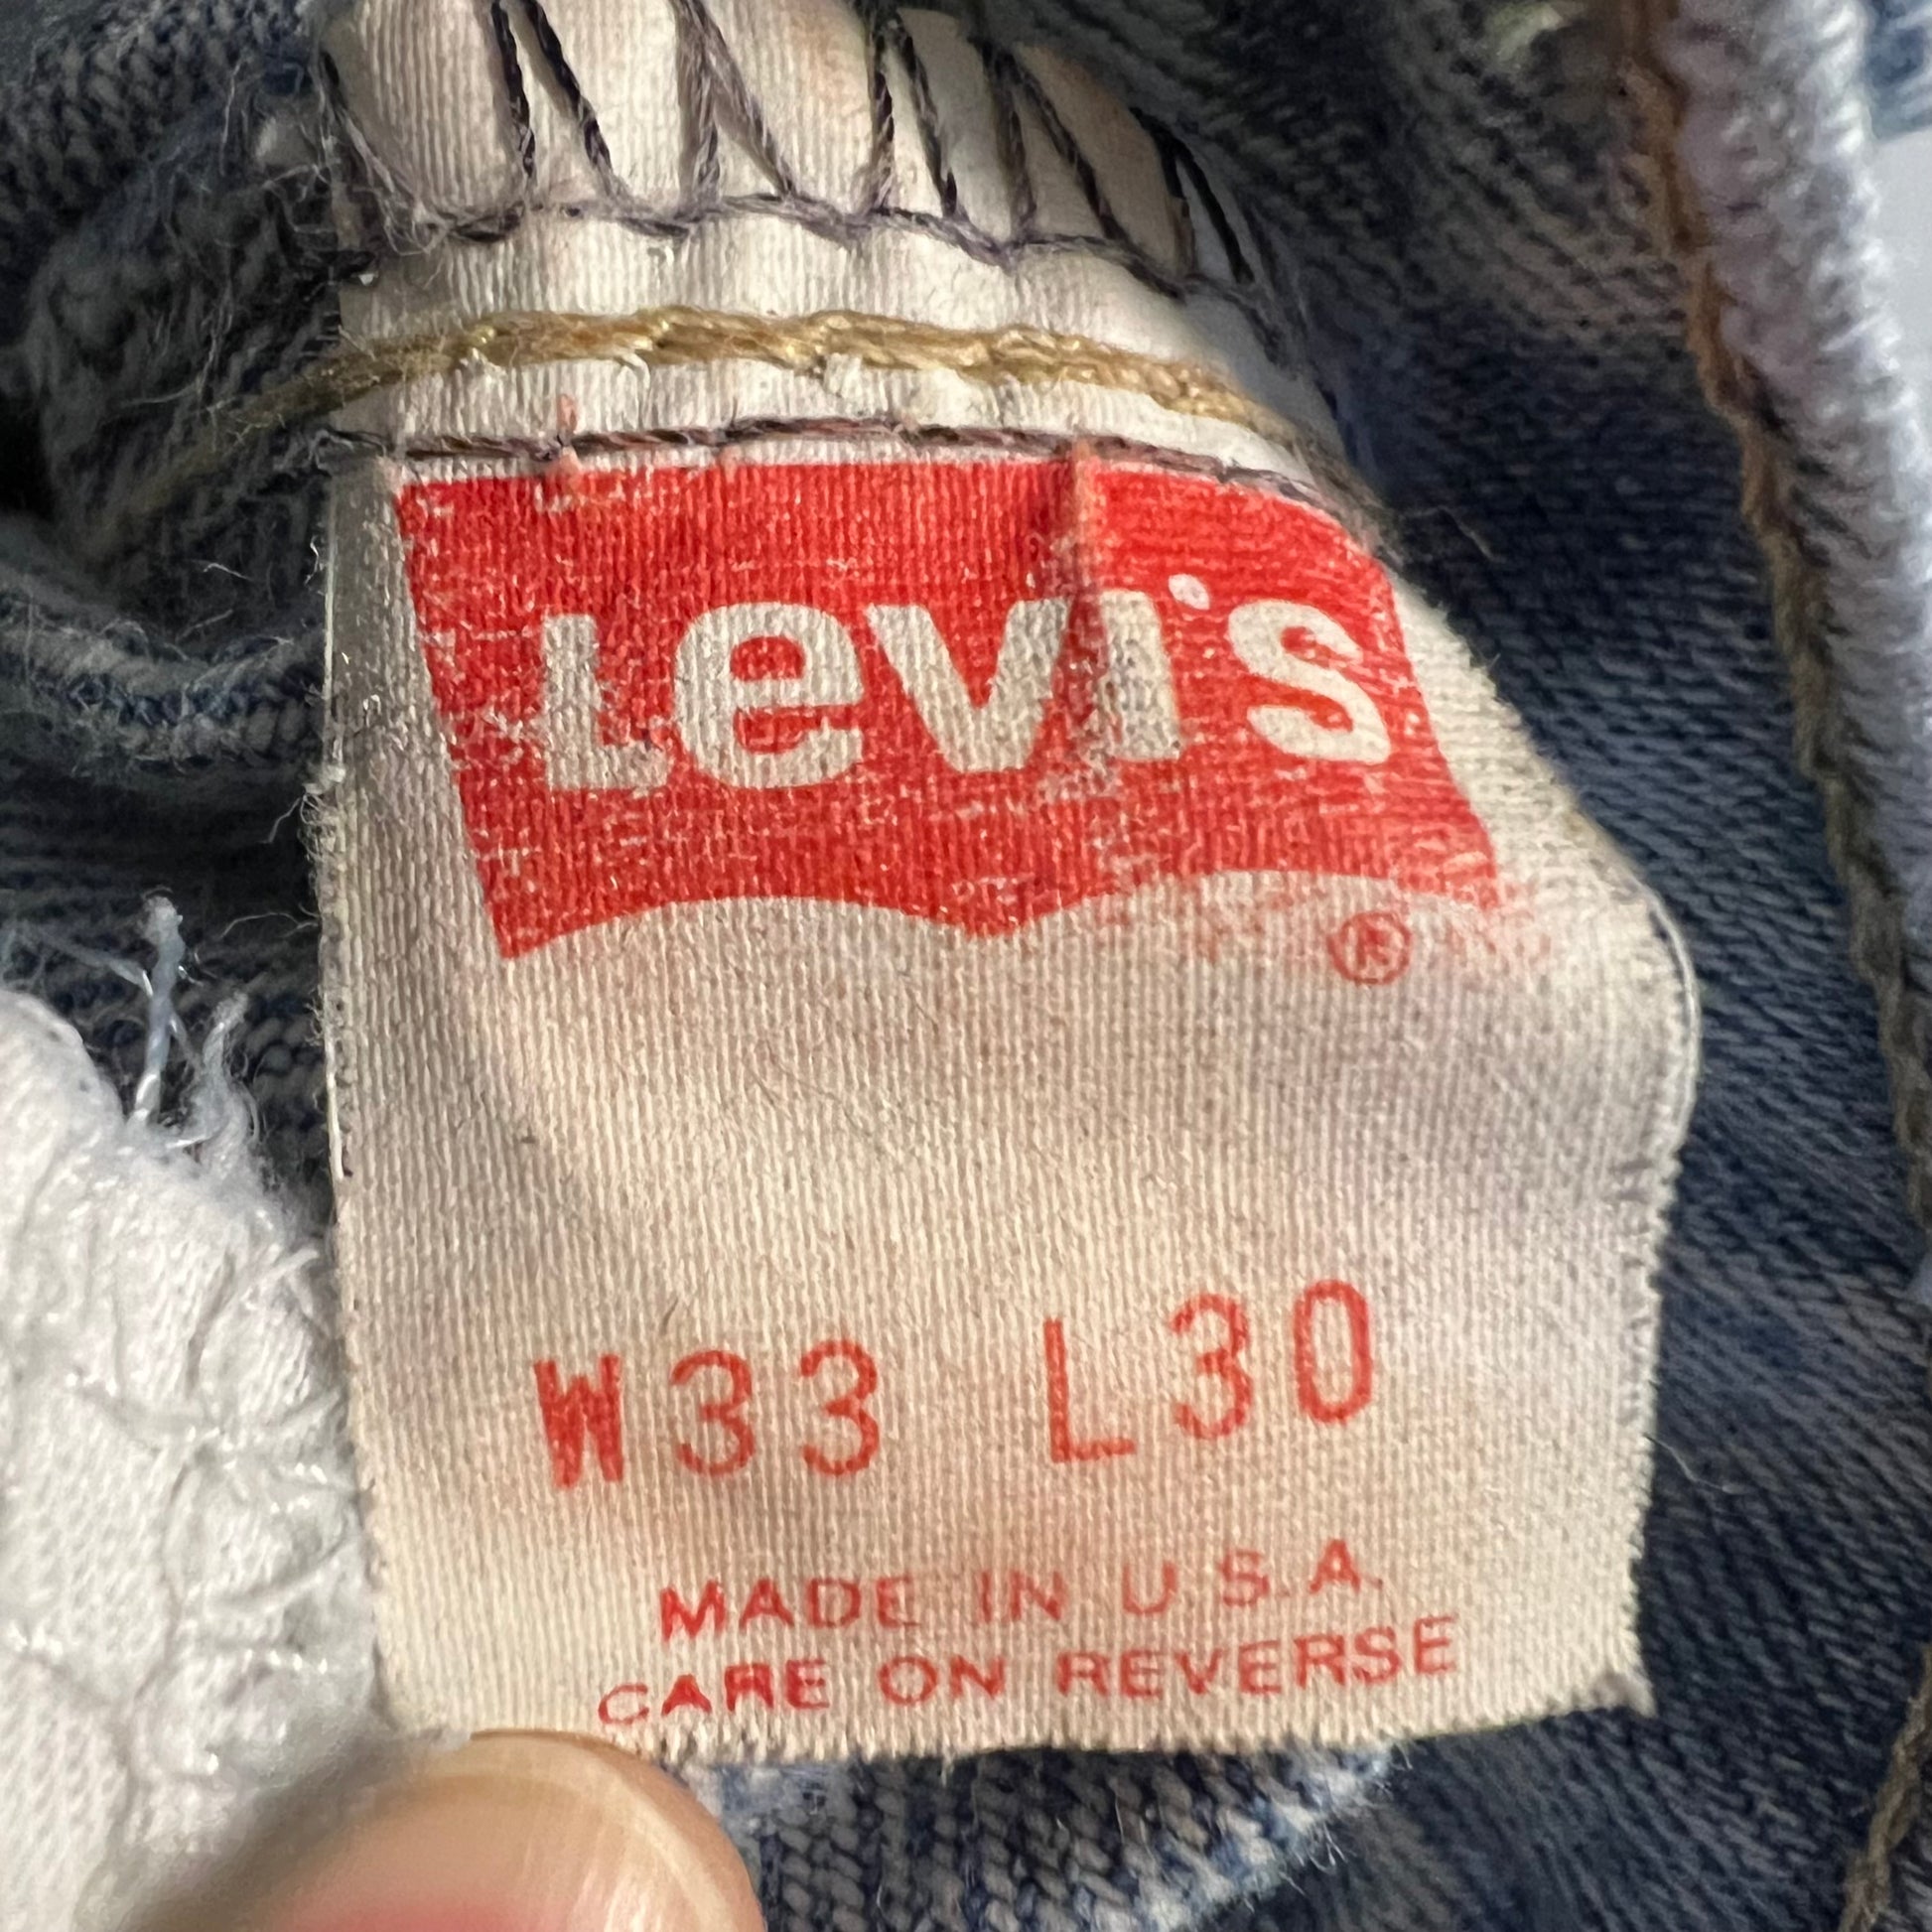 Levi's
®
W33 L30
MADE IN U.S.A.
CARE ON REVERSE